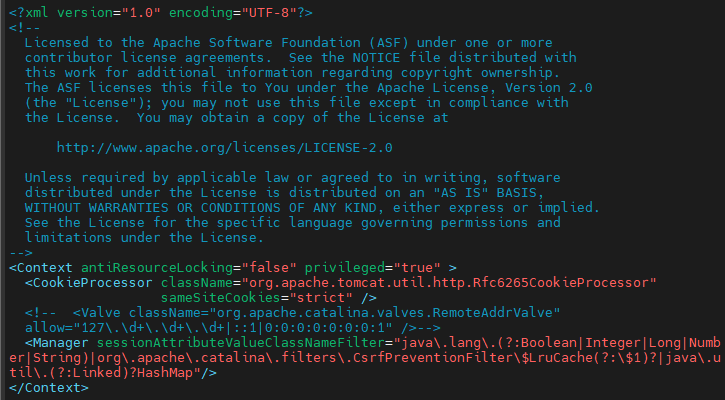 <?xml version="1.0" encoding="UTF-8"?>
<!--
  Licensed to the Apache Software Foundation (ASF) under one or more
  contributor license agreements.  See the NOTICE file distributed with
  this work for additional information regarding copyright ownership.
  The ASF licenses this file to You under the Apache License, Version 2.0
  (the "License"); you may not use this file except in compliance with
  the License.  You may obtain a copy of the License at

      http://www.apache.org/licenses/LICENSE-2.0

  Unless required by applicable law or agreed to in writing, software
  distributed under the License is distributed on an "AS IS" BASIS,
  WITHOUT WARRANTIES OR CONDITIONS OF ANY KIND, either express or implied.
  See the License for the specific language governing permissions and
  limitations under the License.
-->
<Context antiResourceLocking="false" privileged="true" >
  <CookieProcessor className="org.apache.tomcat.util.http.Rfc6265CookieProcessor"
                   sameSiteCookies="strict" />
  <!--  <Valve className="org.apache.catalina.valves.RemoteAddrValve"
  allow="127\.\d+\.\d+\.\d+|::1|0:0:0:0:0:0:0:1" />-->
  <Manager sessionAttributeValueClassNameFilter="java\.lang\.(?:Boolean|Integer|Long|Numb
er|String)|org\.apache\.catalina\.filters\.CsrfPreventionFilter\$LruCache(?:\$1)?|java\.u
til\.(?:Linked)?HashMap"/>
</Context>